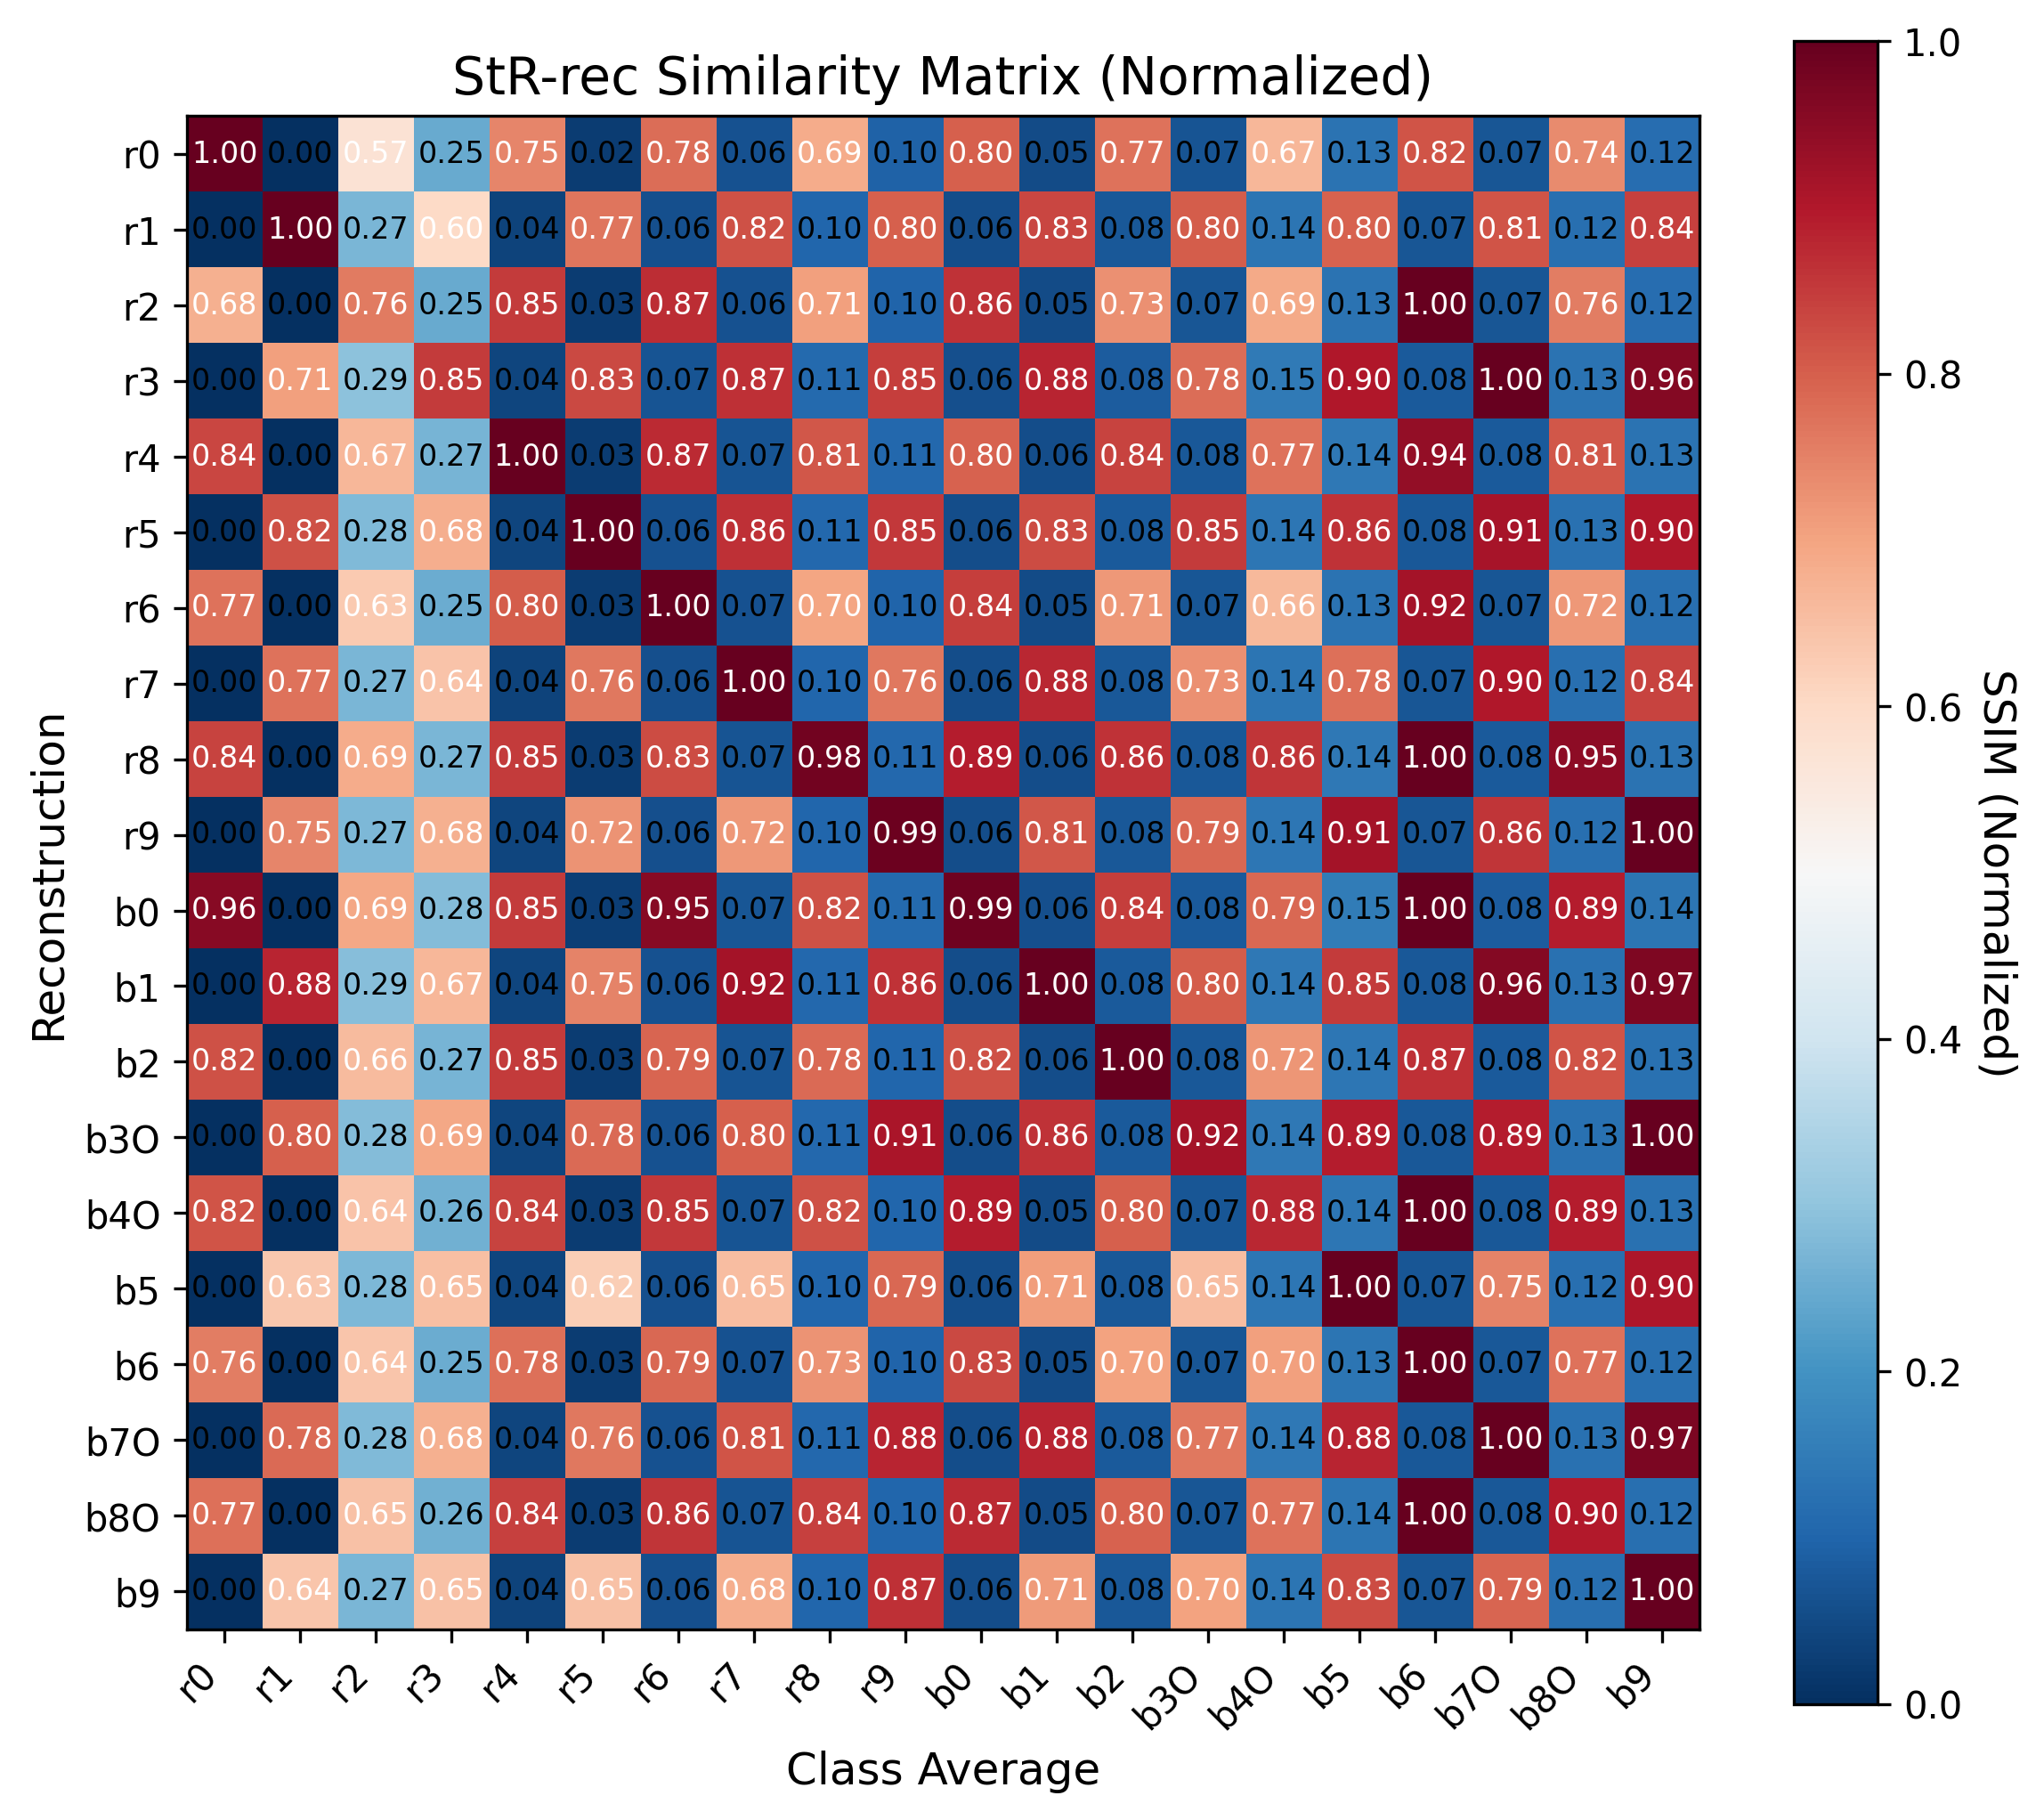 StR-rec Similarity Matrix (Normalized)
r0 1.00 0.00 0.57 0.25 0.75 0.02 0.78 0.06 0.69 0.10 0.80 0.05 0.77 0.07 0.67 0.13 0.82 0.07 0.74 0.12
r1 0.00 1.00 0.27 0.60 0.04 0.77 0.06 0.82 0.10 0.80 0.06 0.83 0.08 0.80 0.14 0.80 0.07 0.81 0.12 0.84
r2 0.68 0.00 0.76 0.25 0.85 0.03 0.87 0.06 0.71 0.10 0.86 0.05 0.73 0.07 0.69 0.13 1.00 0.07 0.76 0.12
r3 0.00 0.71 0.29 0.85 0.04 0.83 0.07 0.87 0.11 0.85 0.06 0.88 0.08 0.78 0.15 0.90 0.08 1.00 0.13 0.96
r4 0.84 0.00 0.67 0.27 1.00 0.03 0.87 0.07 0.81 0.11 0.80 0.06 0.84 0.08 0.77 0.14 0.94 0.08 0.81 0.13
r5 0.00 0.82 0.28 0.68 0.04 1.00 0.06 0.86 0.11 0.85 0.06 0.83 0.08 0.85 0.14 0.86 0.08 0.91 0.13 0.90
r6 0.77 0.00 0.63 0.25 0.80 0.03 1.00 0.07 0.70 0.10 0.84 0.05 0.71 0.07 0.66 0.13 0.92 0.07 0.72 0.12
r7 0.00 0.77 0.27 0.64 0.04 0.76 0.06 1.00 0.10 0.76 0.06 0.88 0.08 0.73 0.14 0.78 0.07 0.90 0.12 0.84
r8 0.84 0.00 0.69 0.27 0.85 0.03 0.83 0.07 0.98 0.11 0.89 0.06 0.86 0.08 0.86 0.14 1.00 0.08 0.95 0.13
r9 0.00 0.75 0.27 0.68 0.04 0.72 0.06 0.72 0.10 0.99 0.06 0.81 0.08 0.79 0.14 0.91 0.07 0.86 0.12 1.00
b0 0.96 0.00 0.69 0.28 0.85 0.03 0.95 0.07 0.82 0.11 0.99 0.06 0.84 0.08 0.79 0.15 1.00 0.08 0.89 0.14
b1 0.00 0.88 0.29 0.67 0.04 0.75 0.06 0.92 0.11 0.86 0.06 1.00 0.08 0.80 0.14 0.85 0.08 0.96 0.13 0.97
b2 0.82 0.00 0.66 0.27 0.85 0.03 0.79 0.07 0.78 0.11 0.82 0.06 1.00 0.08 0.72 0.14 0.87 0.08 0.82 0.13
b3O 0.00 0.80 0.28 0.69 0.04 0.78 0.06 0.80 0.11 0.91 0.06 0.86 0.08 0.92 0.14 0.89 0.08 0.89 0.13 1.00
b4O 0.82 0.00 0.64 0.26 0.84 0.03 0.85 0.07 0.82 0.10 0.89 0.05 0.80 0.07 0.88 0.14 1.00 0.08 0.89 0.13
b5 0.00 0.63 0.28 0.65 0.04 0.62 0.06 0.65 0.10 0.79 0.06 0.71 0.08 0.65 0.14 1.00 0.07 0.75 0.12 0.90
b6 0.76 0.00 0.64 0.25 0.78 0.03 0.79 0.07 0.73 0.10 0.83 0.05 0.70 0.07 0.70 0.13 1.00 0.07 0.77 0.12
b7O 0.00 0.78 0.28 0.68 0.04 0.76 0.06 0.81 0.11 0.88 0.06 0.88 0.08 0.77 0.14 0.88 0.08 1.00 0.13 0.97
b8O 0.77 0.00 0.65 0.26 0.84 0.03 0.86 0.07 0.84 0.10 0.87 0.05 0.80 0.07 0.77 0.14 1.00 0.08 0.90 0.12
b9 0.00 0.64 0.27 0.65 0.04 0.65 0.06 0.68 0.10 0.87 0.06 0.71 0.08 0.70 0.14 0.83 0.07 0.79 0.12 1.00
r0 r1 r2 r3 r4 r5 r6 r7 r8 r9 b0 b1 b2 b3O b4O b5 b6 b7O b8O b9
Class Average
Reconstruction
1.0
0.8
0.6
0.4
0.2
0.0
SSIM (Normalized)